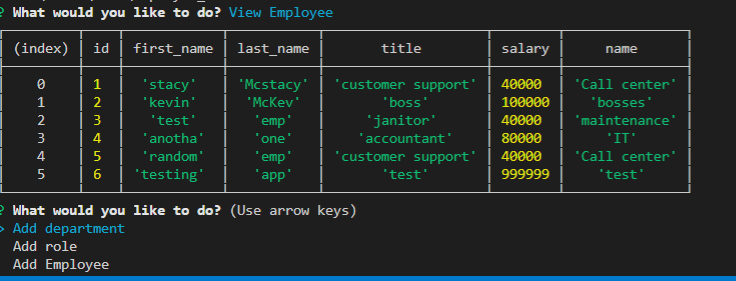 ? What would you like to do? View Employee
(index) id first_name last_name title salary name
0 1 'stacy' 'Mcstacy' 'customer support' 40000 'Call center'
1 2 'kevin' 'McKev' 'boss' 100000 'bosses'
2 3 'test' 'emp' 'janitor' 40000 'maintenance'
3 4 'anotha' 'one' 'accountant' 80000 'IT'
4 5 'random' 'emp' 'customer support' 40000 'Call center'
5 6 'testing' 'app' 'test' 999999 'test'
? What would you like to do? (Use arrow keys)
> Add department
Add role
Add Employee